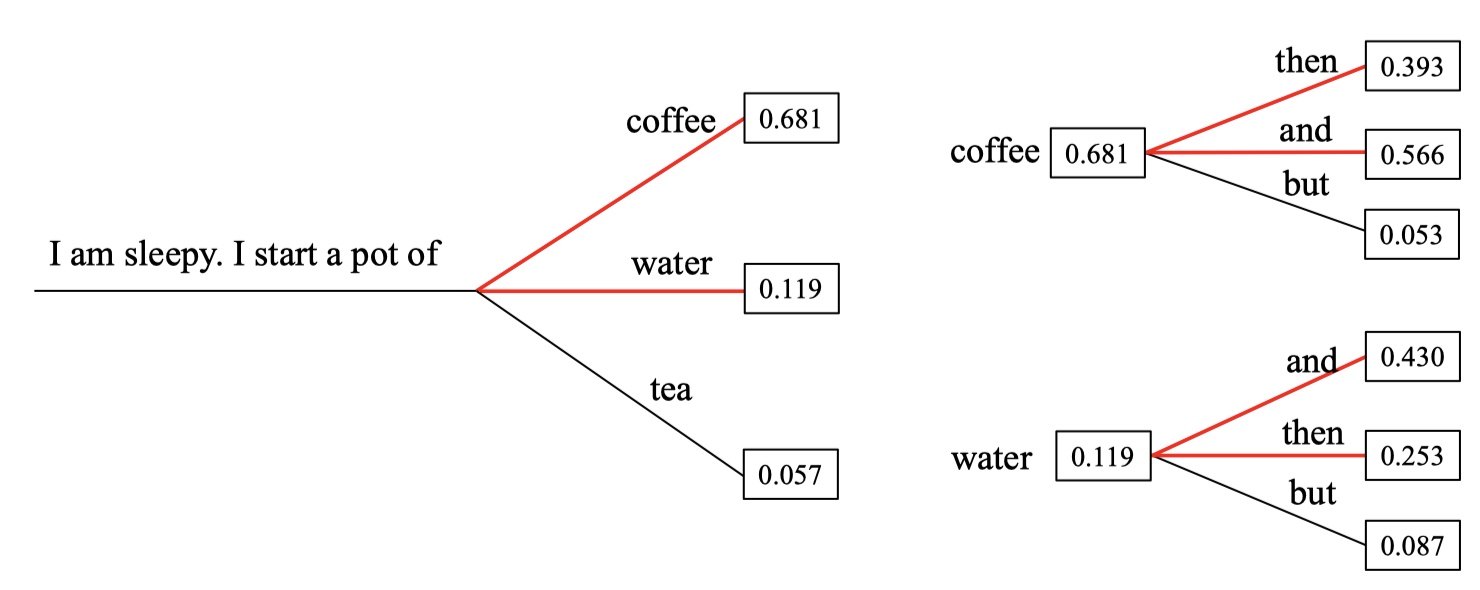 I am sleepy. I start a pot of
coffee 0.681
water 0.119
tea 0.057
coffee 0.681
then 0.393
and 0.566
but 0.053
water 0.119
and 0.430
then 0.253
but 0.087